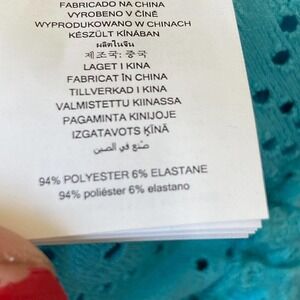 FABRICADO NA CHINA
VYROBENO V ČÍNĚ
WYPRODUKOWANO W CHINACH
KÉSZÜLT KÍNÁBAN
ผลิตในจีน
제조국: 중국
LAGET I KINA
FABRICAT ÎN CHINA
TILLVERKAD I KINA
VALMISTETTU KIINASSA
PAGAMINTA KINIJOJE
IZGATAVOTS ĶĪNĀ
صنع في الصين
94% POLYESTER 6% ELASTANE
94% poliéster 6% elastano